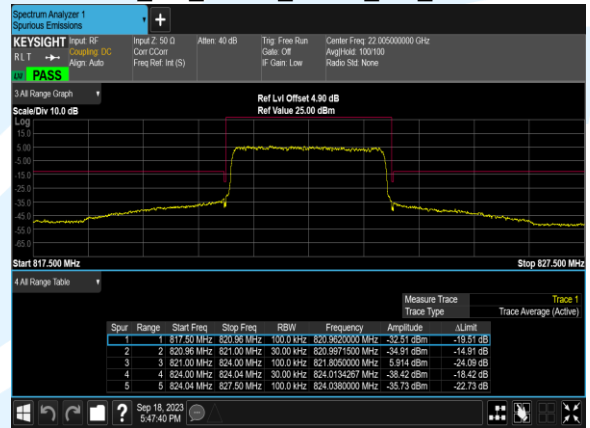 Spectrum Analyzer 1
Spurious Emissions
KEYSIGHT Input: RF Input Z: 50 Ω Atten: 40 dB Trig: Free Run Center Freq: 22.005000000 GHz
RLT Coupling: DC Corr CCorr Gate: Off Avg|Hold: 100/100
Align: Auto Freq Ref: Int (S) IF Gain: Low Radio Std: None
PASS
3 All Range Graph
Ref Lvl Offset 4.90 dB
Scale/Div 10.0 dB Ref Value 25.00 dBm
Log
15.0
5.00
-5.00
-15.0
-25.0
-35.0
-45.0
-55.0
-65.0
Start 817.500 MHz Stop 827.500 MHz
4 All Range Table
Measure Trace Trace 1
Trace Type Trace Average (Active)
Spur Range Start Freq Stop Freq RBW Frequency Amplitude ΔLimit
1 1 817.50 MHz 820.96 MHz 100.0 kHz 820.9620000 MHz -32.51 dBm -19.51 dB
2 2 820.96 MHz 821.00 MHz 30.00 kHz 820.9971500 MHz -34.91 dBm -14.91 dB
3 3 821.00 MHz 824.00 MHz 100.0 kHz 821.8050000 MHz 5.914 dBm -24.09 dB
4 4 824.00 MHz 824.04 MHz 30.00 kHz 824.0134267 MHz -38.42 dBm -18.42 dB
5 5 824.04 MHz 827.50 MHz 100.0 kHz 824.0380000 MHz -35.73 dBm -22.73 dB
? Sep 18, 2023
5:47:40 PM